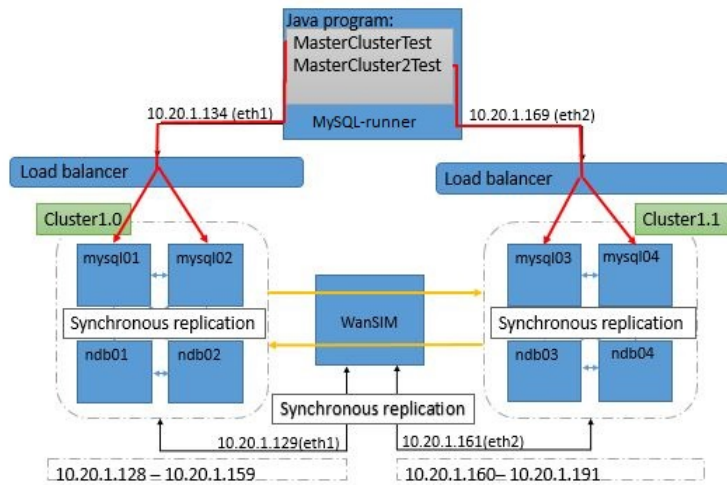 Java program:
MasterClusterTest
MasterCluster2Test
MySQL-runner
10.20.1.134 (eth1)
10.20.1.169 (eth2)
Load balancer
Load balancer
Cluster1.0
Cluster1.1
mysql01
mysql02
mysql03
mysql04
Synchronous replication
WanSIM
Synchronous replication
ndb01
ndb02
ndb03
ndb04
Synchronous replication
10.20.1.129(eth1)
10.20.1.161(eth2)
10.20.1.128 – 10.20.1.159
10.20.1.160– 10.20.1.191